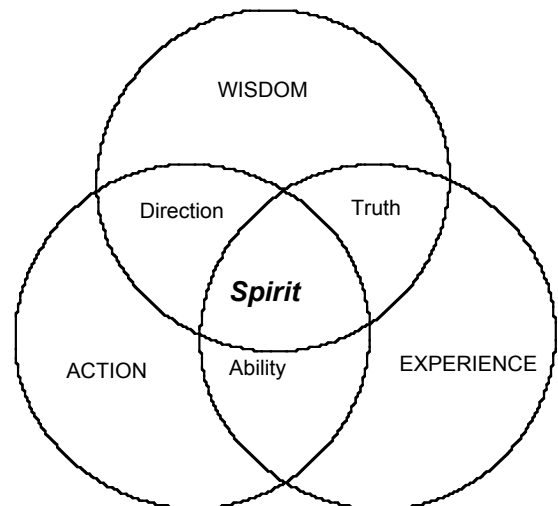 WISDOM
Direction
Truth
Spirit
ACTION
Ability
EXPERIENCE